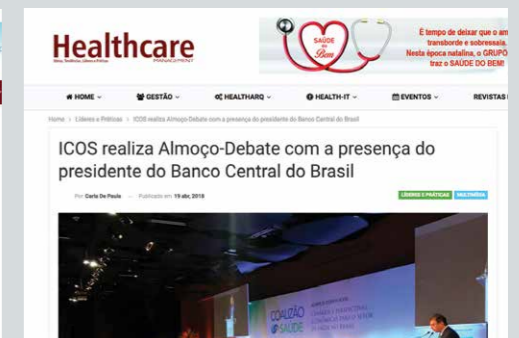 Healthcare
MANAGEMENT
SAÚDE
do
Bem
É tempo de deixar que o am
transborde e sobressaia.
Nesta época natalina, o GRUPO
traz o SAÚDE DO BEM!
HOME
GESTÃO
HEALTHARQ
HEALTH-IT
EVENTOS
REVISTAS
Home > Líderes e Práticas > ICOS realiza Almoço-Debate com a presença do presidente do Banco Central do Brasil
ICOS realiza Almoço-Debate com a presença do
presidente do Banco Central do Brasil
Por Carla De Paula — Publicado em 19 abr, 2018
LÍDERES E PRÁTICAS
MULTIMÍDIA
COALIZÃO
SAÚDE